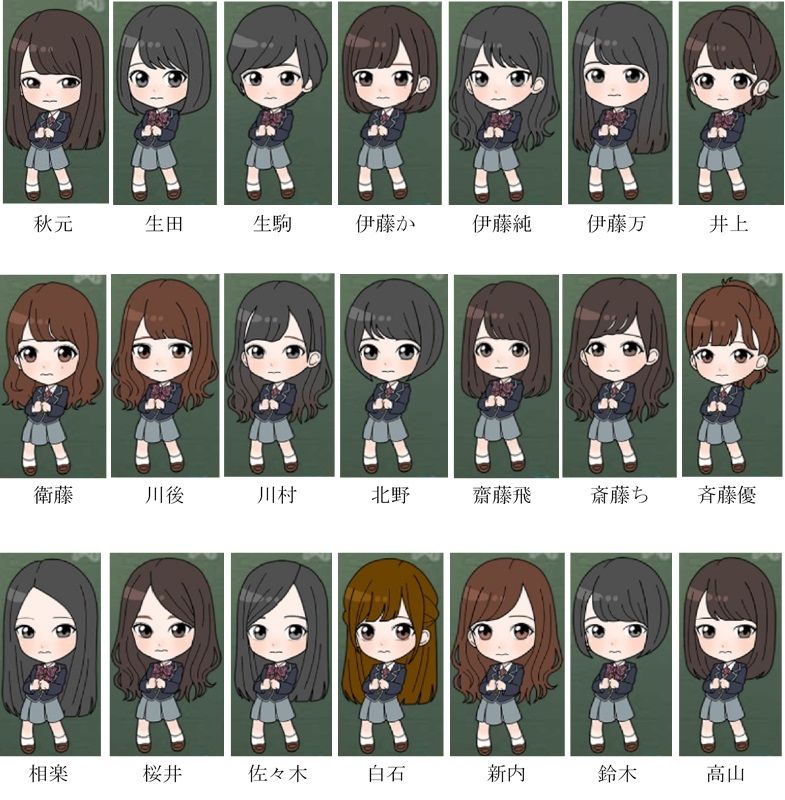 秋元 生田 生駒 伊藤か 伊藤純 伊藤万 井上
衛藤 川後 川村 北野 齋藤飛 斎藤ち 斉藤優
相楽 桜井 佐々木 白石 新内 鈴木 高山